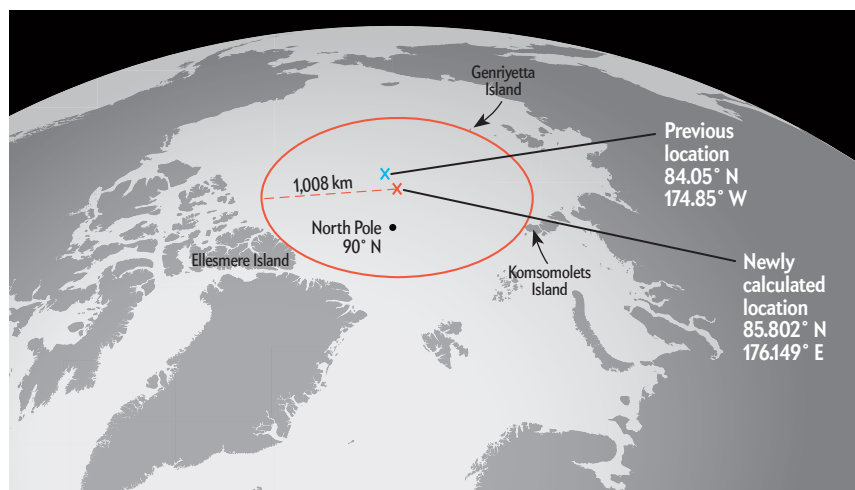 Genriyetta
Island
Previous
location
84.05° N
174.85° W
1,008 km
North Pole
90° N
Ellesmere Island
Komsomolets
Island
Newly
calculated
location
85.802° N
176.149° E